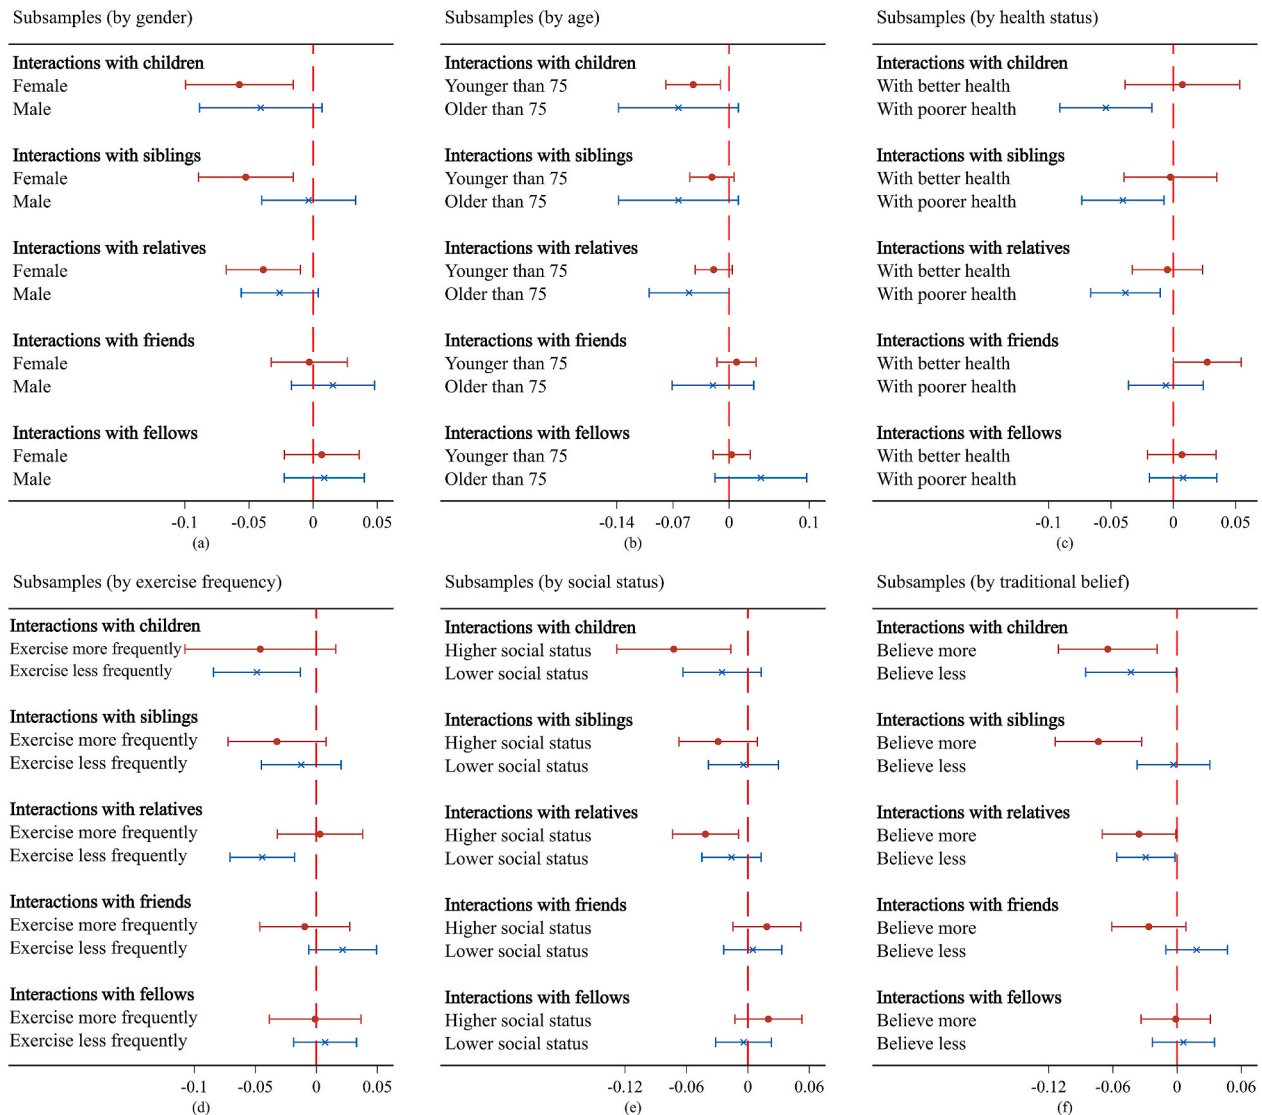 Subsamples (by gender)
Interactions with children
Female
Male
Interactions with siblings
Female
Male
Interactions with relatives
Female
Male
Interactions with friends
Female
Male
Interactions with fellows
Female
Male
-0.1 -0.05 0 0.05
(a)
Subsamples (by age)
Interactions with children
Younger than 75
Older than 75
Interactions with siblings
Younger than 75
Older than 75
Interactions with relatives
Younger than 75
Older than 75
Interactions with friends
Younger than 75
Older than 75
Interactions with fellows
Younger than 75
Older than 75
-0.14 -0.07 0 0.1
(b)
Subsamples (by health status)
Interactions with children
With better health
With poorer health
Interactions with siblings
With better health
With poorer health
Interactions with relatives
With better health
With poorer health
Interactions with friends
With better health
With poorer health
Interactions with fellows
With better health
With poorer health
-0.1 -0.05 0 0.05
(c)
Subsamples (by exercise frequency)
Interactions with children
Exercise more frequently
Exercise less frequently
Interactions with siblings
Exercise more frequently
Exercise less frequently
Interactions with relatives
Exercise more frequently
Exercise less frequently
Interactions with friends
Exercise more frequently
Exercise less frequently
Interactions with fellows
Exercise more frequently
Exercise less frequently
-0.1 -0.05 0 0.05
(d)
Subsamples (by social status)
Interactions with children
Higher social status
Lower social status
Interactions with siblings
Higher social status
Lower social status
Interactions with relatives
Higher social status
Lower social status
Interactions with friends
Higher social status
Lower social status
Interactions with fellows
Higher social status
Lower social status
-0.12 -0.06 0 0.06
(e)
Subsamples (by traditional belief)
Interactions with children
Believe more
Believe less
Interactions with siblings
Believe more
Believe less
Interactions with relatives
Believe more
Believe less
Interactions with friends
Believe more
Believe less
Interactions with fellows
Believe more
Believe less
-0.12 -0.06 0 0.06
(f)